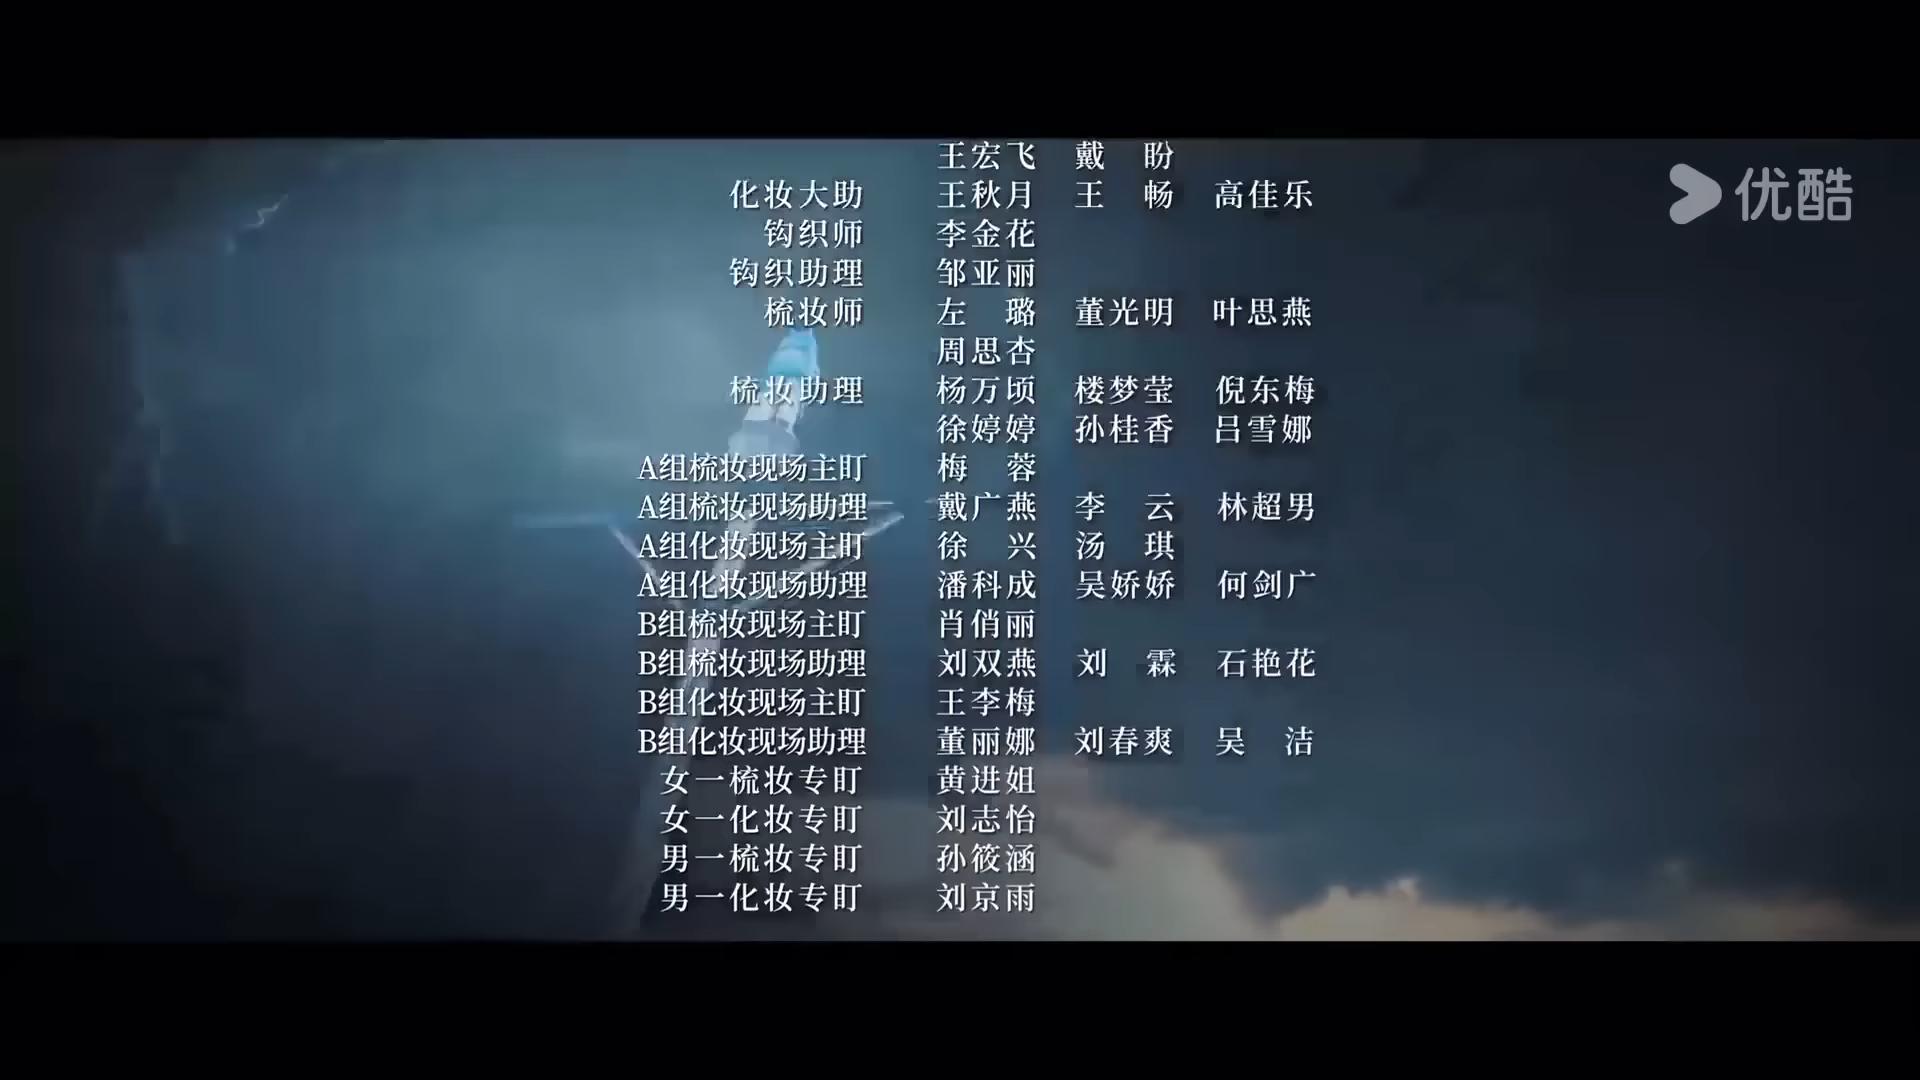 王宏飞 戴 盼
优酷
化妆大助 王秋月 王 畅 高佳乐
钩织师 李金花
钩织助理 邹亚丽
梳妆师 左 璐 董光明 叶思燕
周思杏
梳妆助理 杨万顷 楼梦莹 倪东梅
徐婷婷 孙桂香 吕雪娜
A组梳妆现场主盯 梅 蓉
A组梳妆现场助理 戴广燕 李 云 林超男
A组化妆现场主盯 徐 兴 汤 琪
A组化妆现场助理 潘科成 吴娇娇 何剑广
B组梳妆现场主盯 肖俏丽
B组梳妆现场助理 刘双燕 刘 霖 石艳花
B组化妆现场主盯 王李梅
B组化妆现场助理 董丽娜 刘春爽 吴 洁
女一梳妆专盯 黄进姐
女一化妆专盯 刘志怡
男一梳妆专盯 孙筱涵
男一化妆专盯 刘京雨